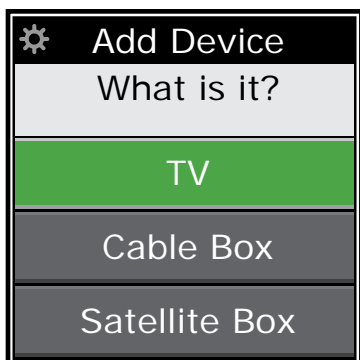 Add Device
What is it?
TV
Cable Box
Satellite Box